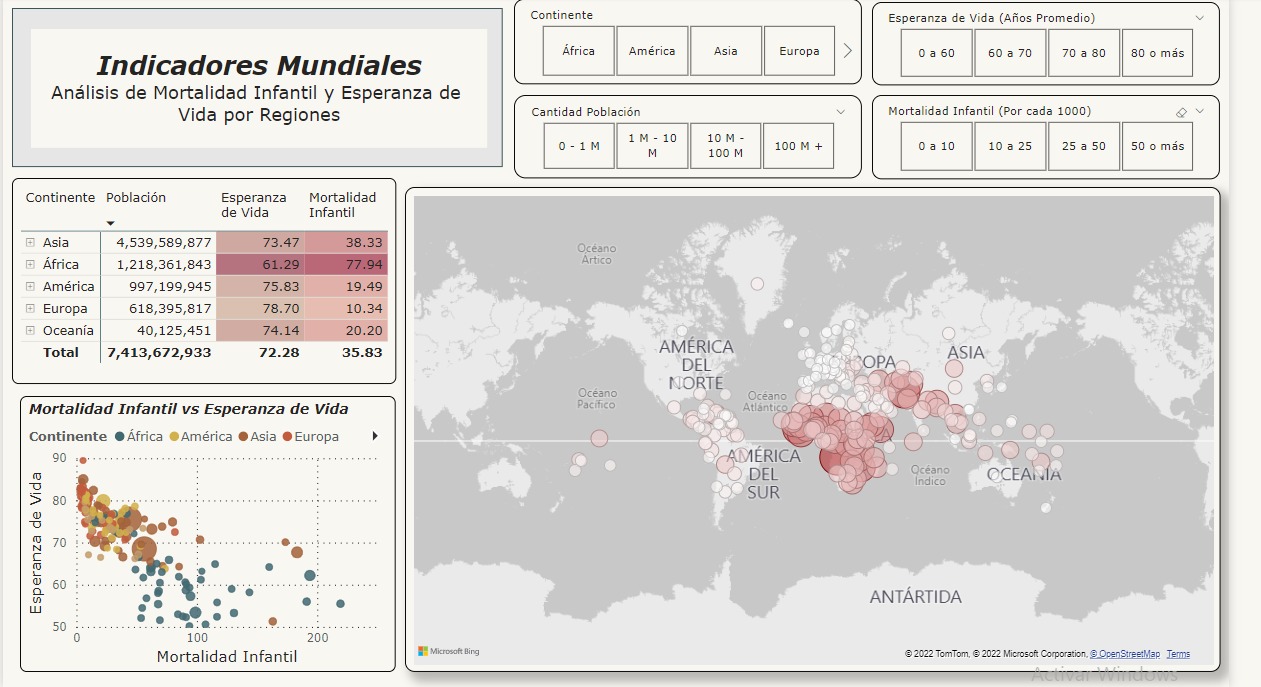 Indicadores Mundiales
Análisis de Mortalidad Infantil y Esperanza de
Vida por Regiones
Continente
África América Asia Europa
Esperanza de Vida (Años Promedio)
0 a 60 60 a 70 70 a 80 80 o más
Cantidad Población
0 - 1 M 1 M - 10 M 10 M - 100 M 100 M +
Mortalidad Infantil (Por cada 1000)
0 a 10 10 a 25 25 a 50 50 o más
Continente Población Esperanza de Vida Mortalidad Infantil
Asia 4,539,589,877 73.47 38.33
África 1,218,361,843 61.29 77.94
América 997,199,945 75.83 19.49
Europa 618,395,817 78.70 10.34
Oceanía 40,125,451 74.14 20.20
Total 7,413,672,933 72.28 35.83
Mortalidad Infantil vs Esperanza de Vida
Continente África América Asia Europa
Esperanza de Vida
90
80
70
60
50
0 100 200
Mortalidad Infantil
Océano
Ártico
AMÉRICA
DEL
NORTE
OPA
ASIA
Océano
Pacífico
Océano
Atlántico
A
AMÉRICA
DEL
SUR
Océano
Índico
OCEANÍA
ANTÁRTIDA
Microsoft Bing
© 2022 TomTom, © 2022 Microsoft Corporation, © OpenStreetMap Terms
Activar Windows